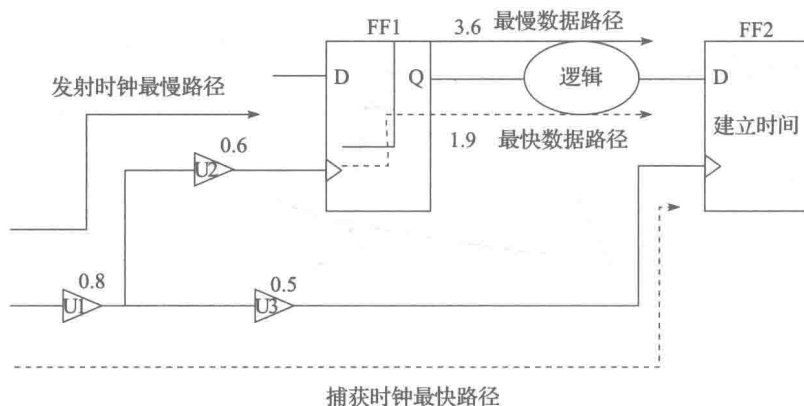 FF1
3.6
最慢数据路径
FF2
D
Q
逻辑
D
发射时钟最慢路径
1.9
最快数据路径
建立时间
0.6
U2
0.8
0.5
U1
U3
捕获时钟最快路径